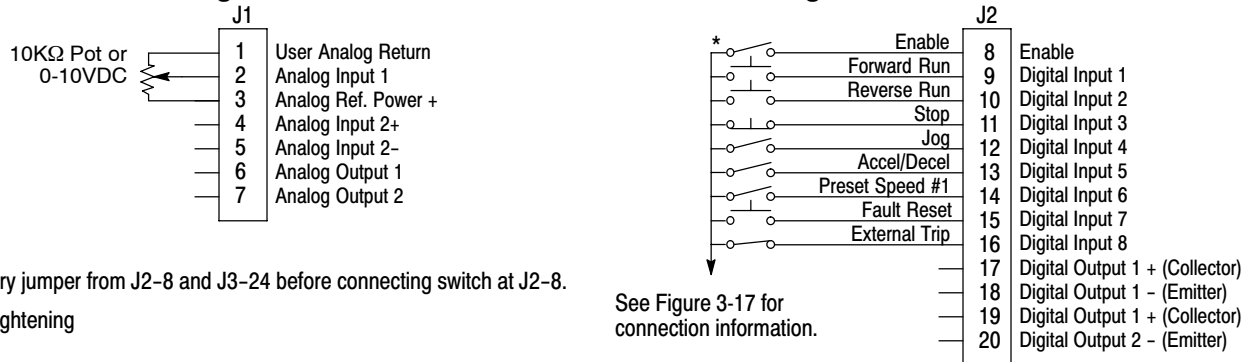 J1
10KΩ Pot or
0-10VDC
1 User Analog Return
2 Analog Input 1
3 Analog Ref. Power +
4 Analog Input 2+
5 Analog Input 2-
6 Analog Output 1
7 Analog Output 2
ry jumper from J2-8 and J3-24 before connecting switch at J2-8.
ghtening
J2
*
Enable 8 Enable
Forward Run 9 Digital Input 1
Reverse Run 10 Digital Input 2
Stop 11 Digital Input 3
Jog 12 Digital Input 4
Accel/Decel 13 Digital Input 5
Preset Speed #1 14 Digital Input 6
Fault Reset 15 Digital Input 7
External Trip 16 Digital Input 8
17 Digital Output 1 + (Collector)
18 Digital Output 1 - (Emitter)
19 Digital Output 1 + (Collector)
20 Digital Output 2 - (Emitter)
See Figure 3-17 for
connection information.